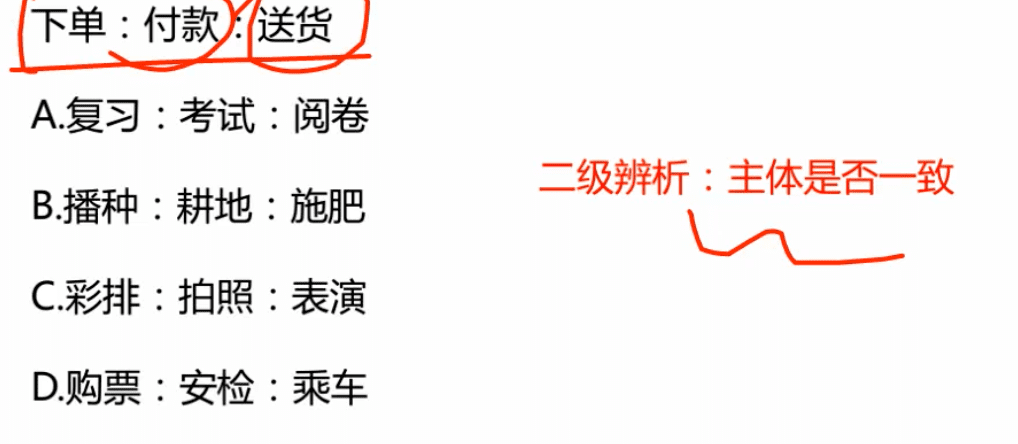 下单：付款：送货
A.复习：考试：阅卷
二级辨析：主体是否一致
B.播种：耕地：施肥
C.彩排：拍照：表演
D.购票：安检：乘车